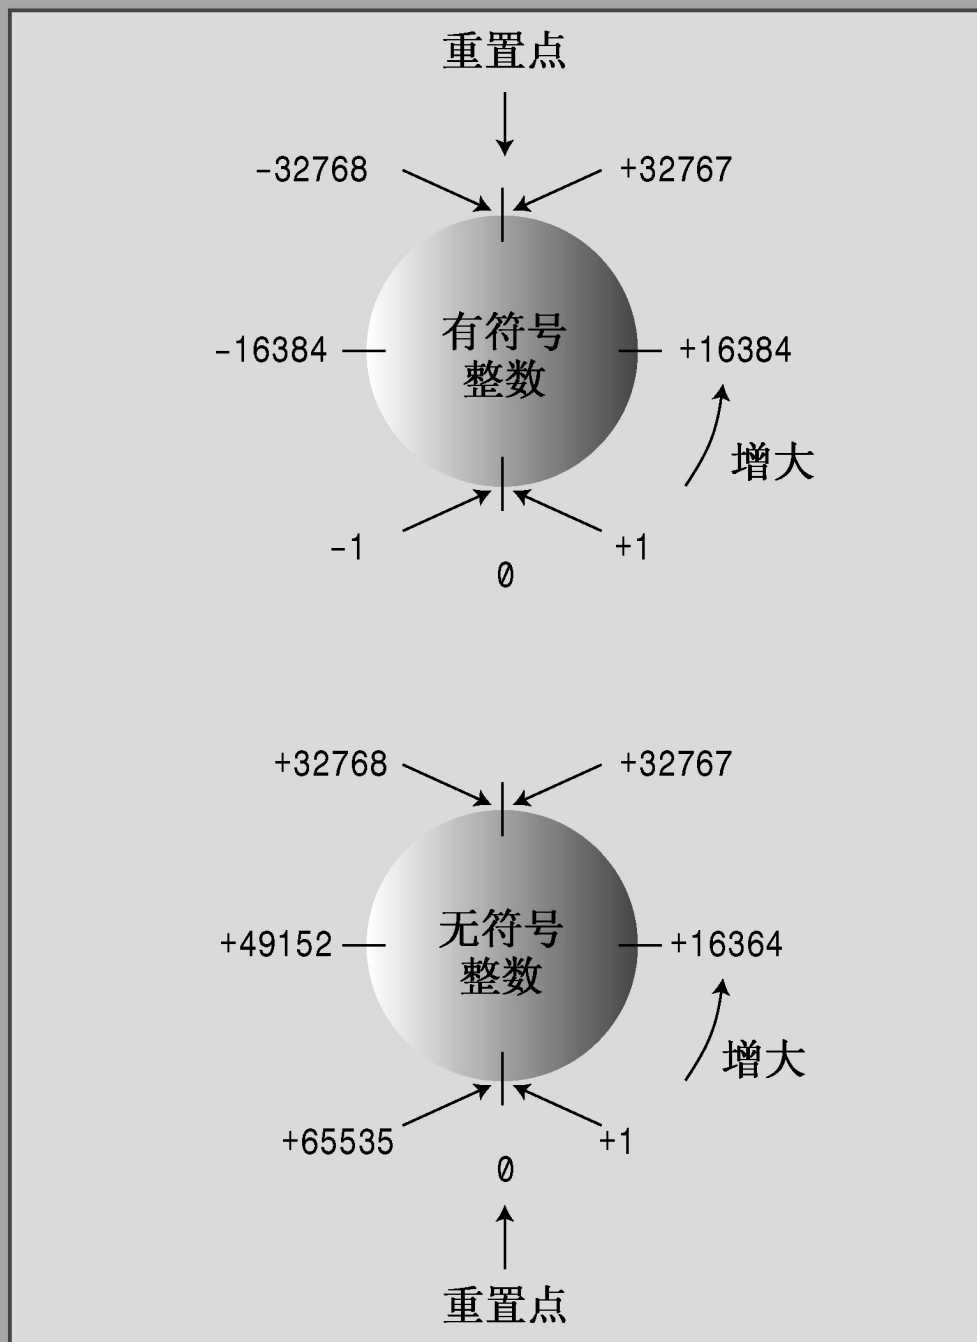 重置点
-32768
+32767
有符号
整数
-16384
+16384
增大
-1
+1
0
+32768
+32767
无符号
整数
+49152
+16364
增大
+65535
+1
0
重置点